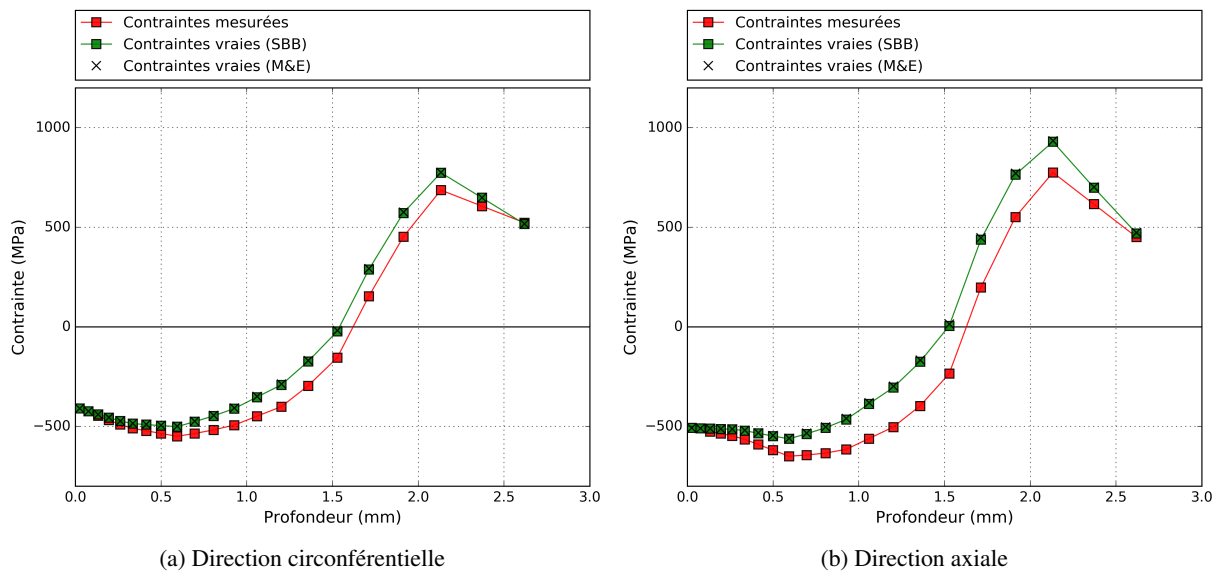 Contraintes mesurées
Contraintes vraies (SBB)
Contraintes vraies (M&E)
1000
500
0
−500
0.0 0.5 1.0 1.5 2.0 2.5 3.0
Contrainte (MPa)
Profondeur (mm)
(a) Direction circonférentielle
Contraintes mesurées
Contraintes vraies (SBB)
Contraintes vraies (M&E)
1000
500
0
−500
0.0 0.5 1.0 1.5 2.0 2.5 3.0
Contrainte (MPa)
Profondeur (mm)
(b) Direction axiale